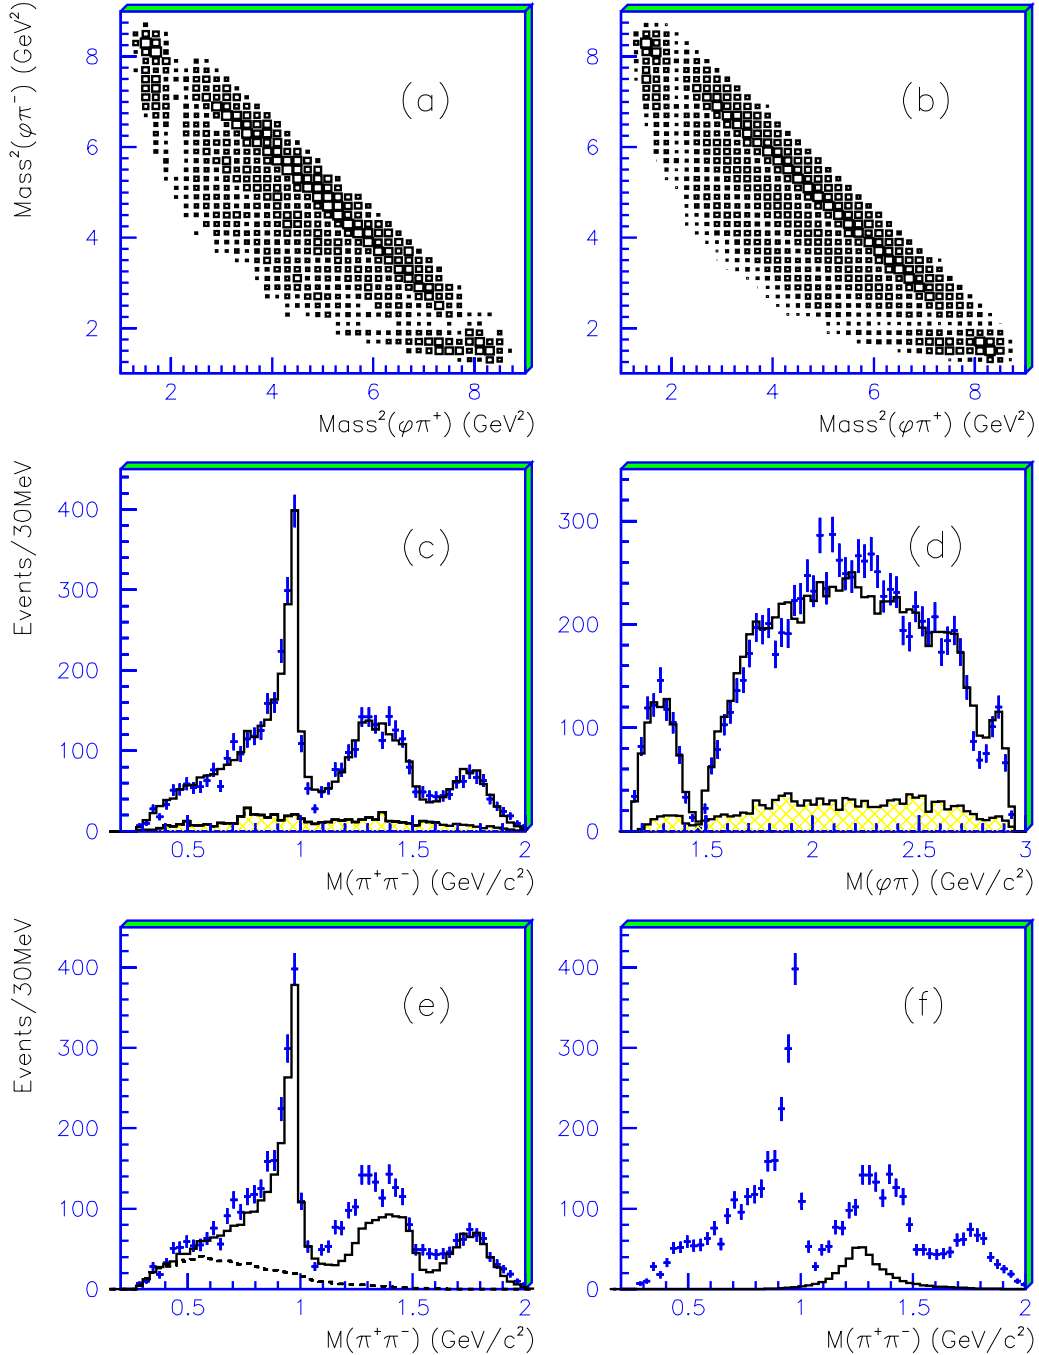 Mass²(φπ⁻) (GeV²)
8
6
4
2
(a)
2 4 6 8
Mass²(φπ⁺) (GeV²)
8
6
4
2
(b)
2 4 6 8
Mass²(φπ⁺) (GeV²)
Events/30MeV
400
300
200
100
0
(c)
0.5 1 1.5 2
M(π⁺π⁻) (GeV/c²)
300
200
100
0
(d)
1.5 2 2.5 3
M(φπ) (GeV/c²)
Events/30MeV
400
300
200
100
0
(e)
0.5 1 1.5 2
M(π⁺π⁻) (GeV/c²)
400
300
200
100
0
(f)
0.5 1 1.5 2
M(π⁺π⁻) (GeV/c²)